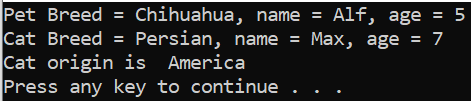 Pet Breed = Chihuahua, name = Alf, age = 5
Cat Breed = Persian, name = Max, age = 7
Cat origin is  America
Press any key to continue . . .